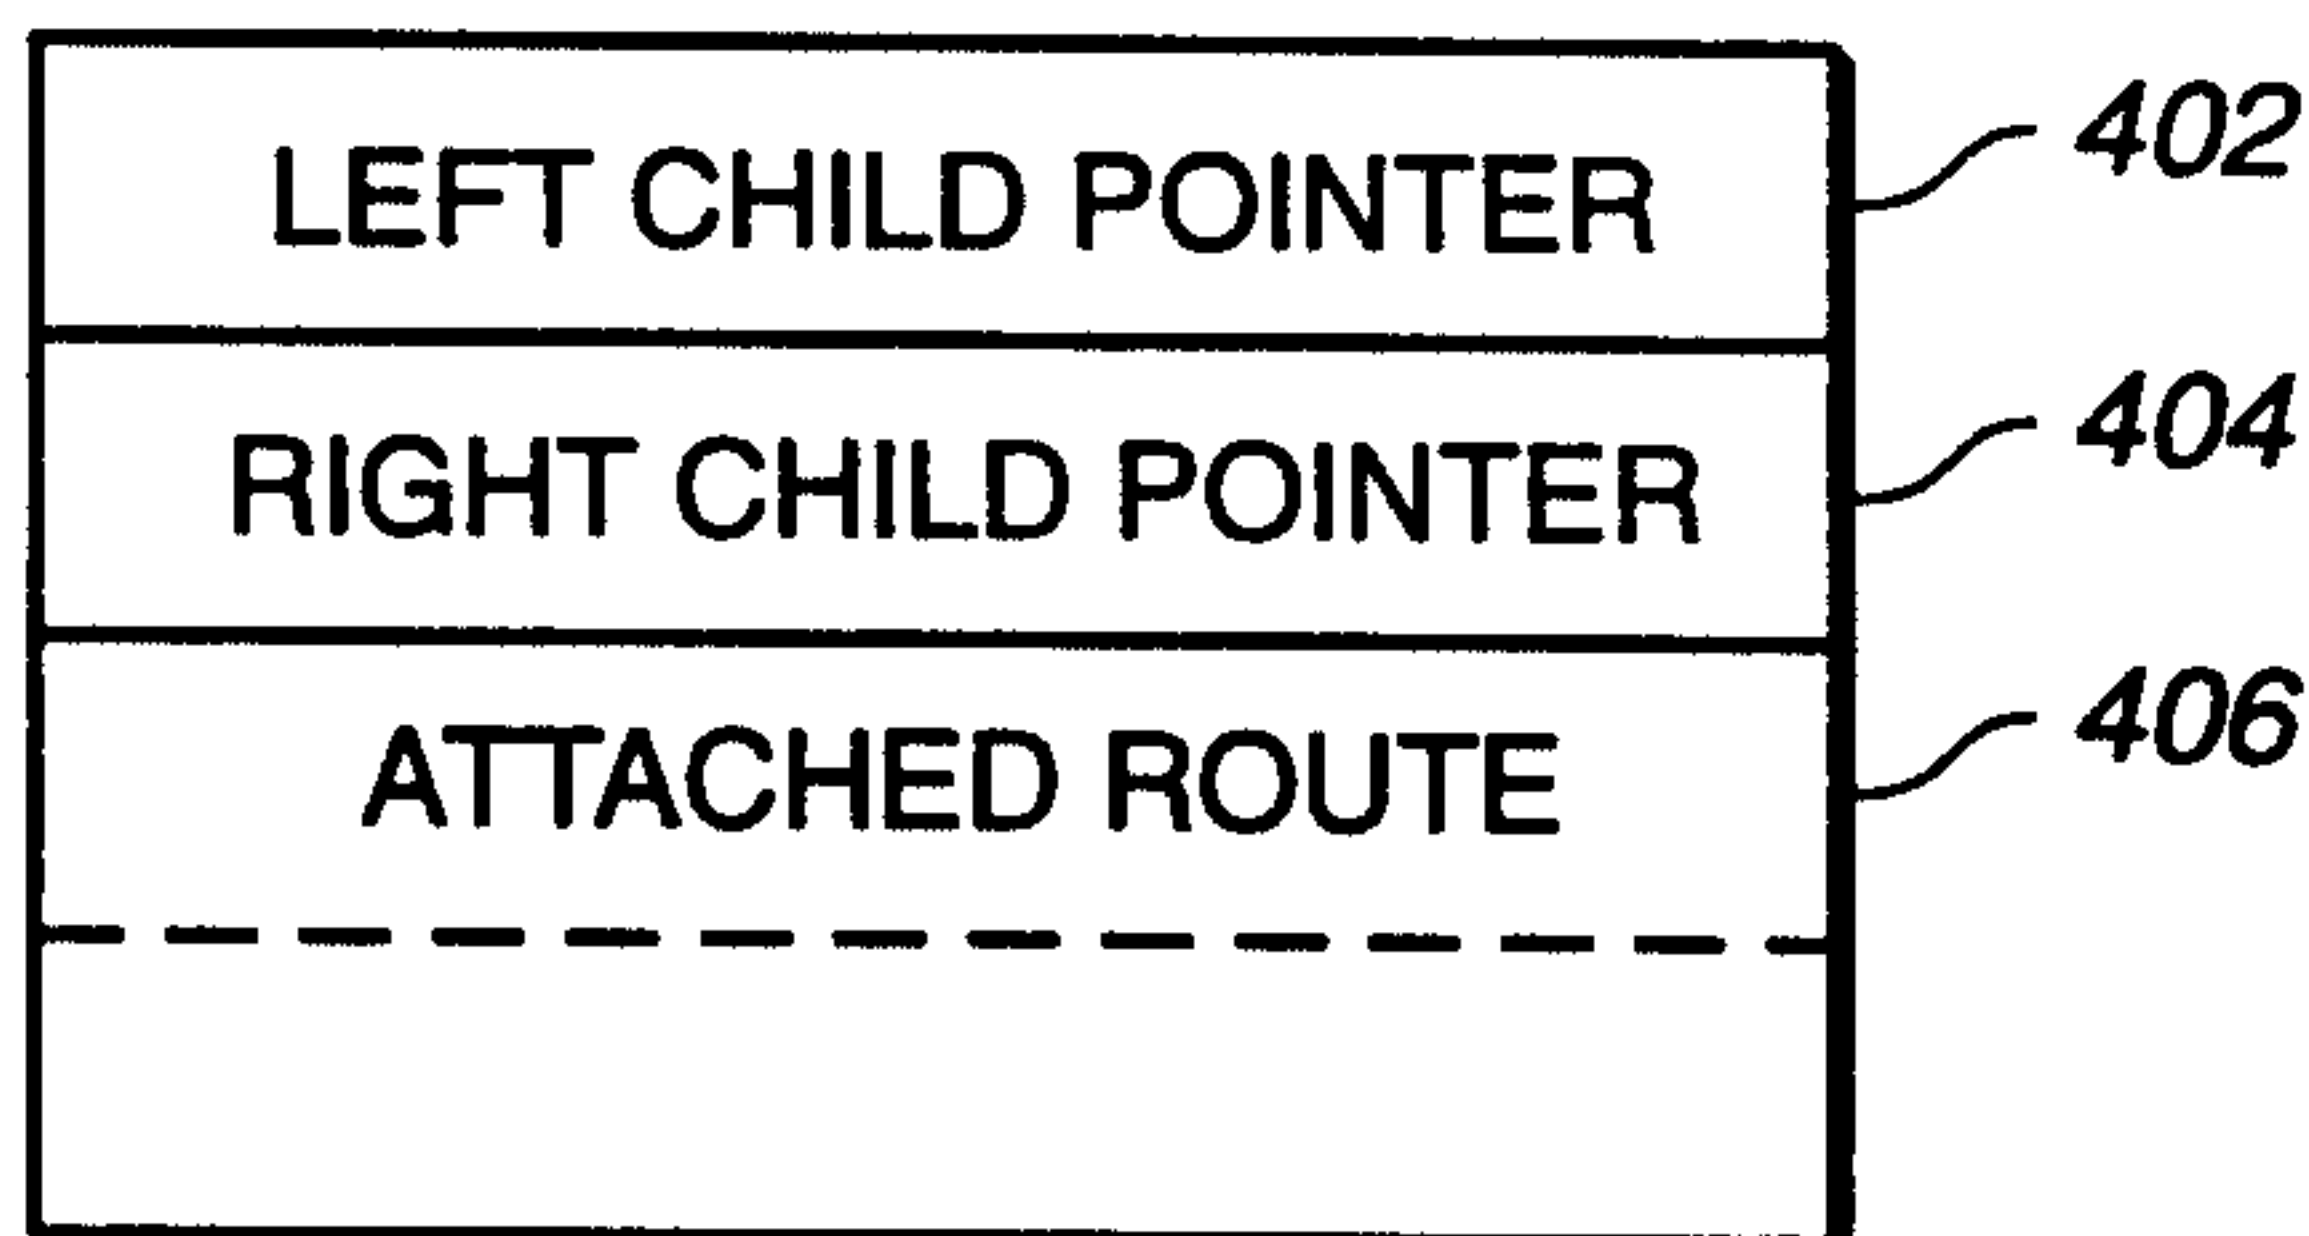 LEFT CHILD POINTER 402
RIGHT CHILD POINTER 404
ATTACHED ROUTE 406